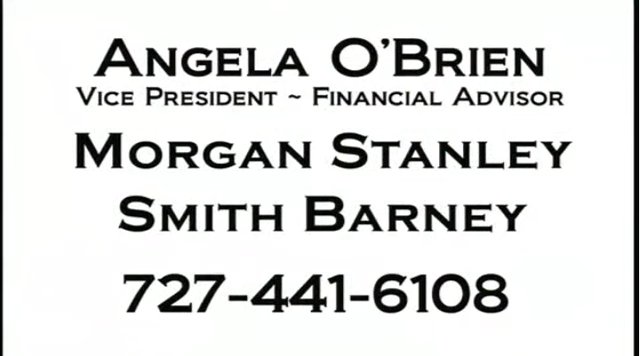 Angela O'Brien
Vice President ~ Financial Advisor
Morgan Stanley
Smith Barney
727-441-6108